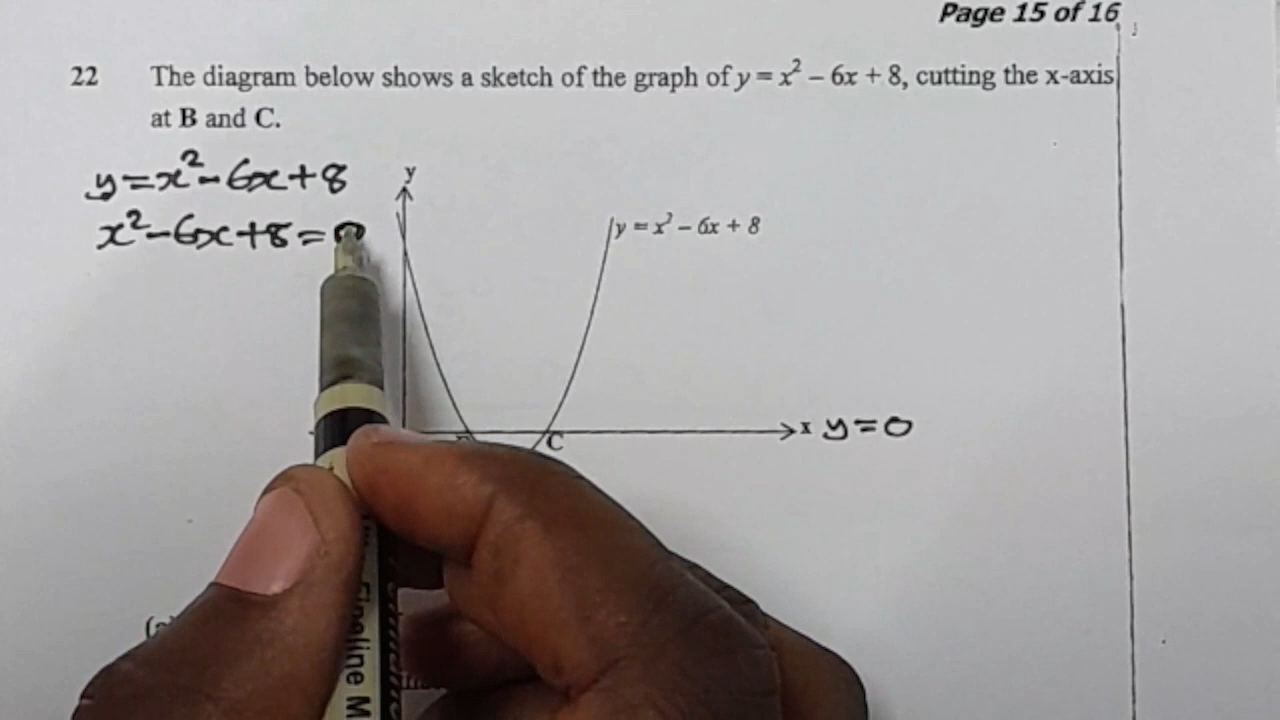 Page 15 of 16
22 The diagram below shows a sketch of the graph of y = x² – 6x + 8, cutting the x-axis
at B and C.
y=x²-6x+8
x²-6x+8=0
y
y = x² – 6x + 8
C
x y=0
Fineline M